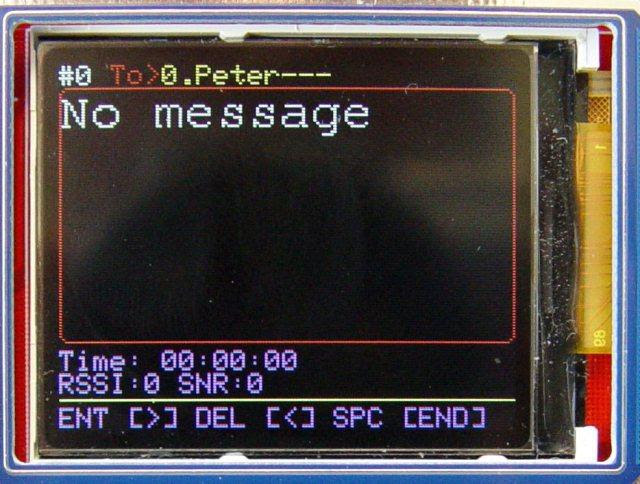 #0 To>0.Peter---
No message
Time: 00:00:00
RSSI:0 SNR:0
ENT [>] DEL [<] SPC [END]